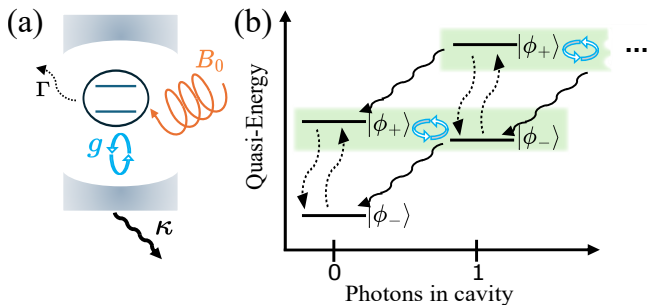 (a)
Γ
B₀
g
κ
(b)
Quasi-Energy
|ϕ₊⟩
...
|ϕ₊⟩
|ϕ₋⟩
|ϕ₋⟩
0 1
Photons in cavity